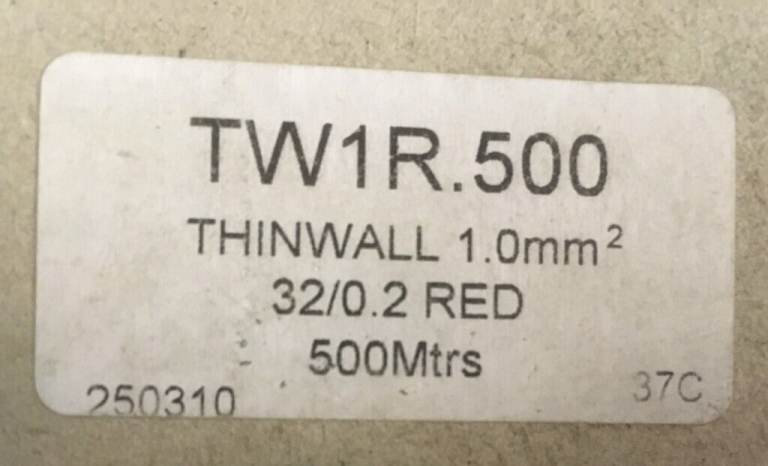 TW1R.500
THINWALL 1.0mm²
32/0.2 RED
500Mtrs
250310
37C